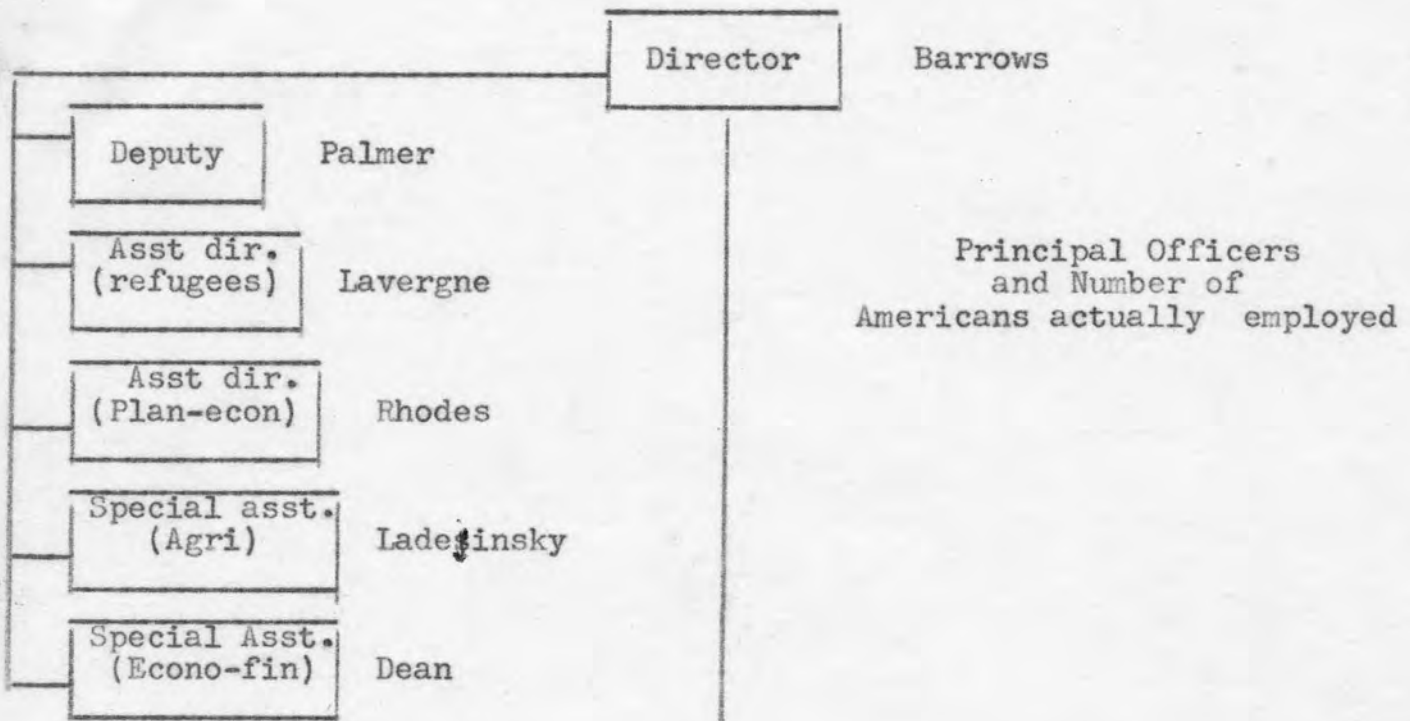 Director Barrows
Deputy Palmer
Asst dir.
(refugees) Lavergne
Principal Officers
and Number of
Americans actually employed
Asst dir.
(Plan-econ) Rhodes
Special asst.
(Agri)
Special Asst.
(Econo-fin) Dean